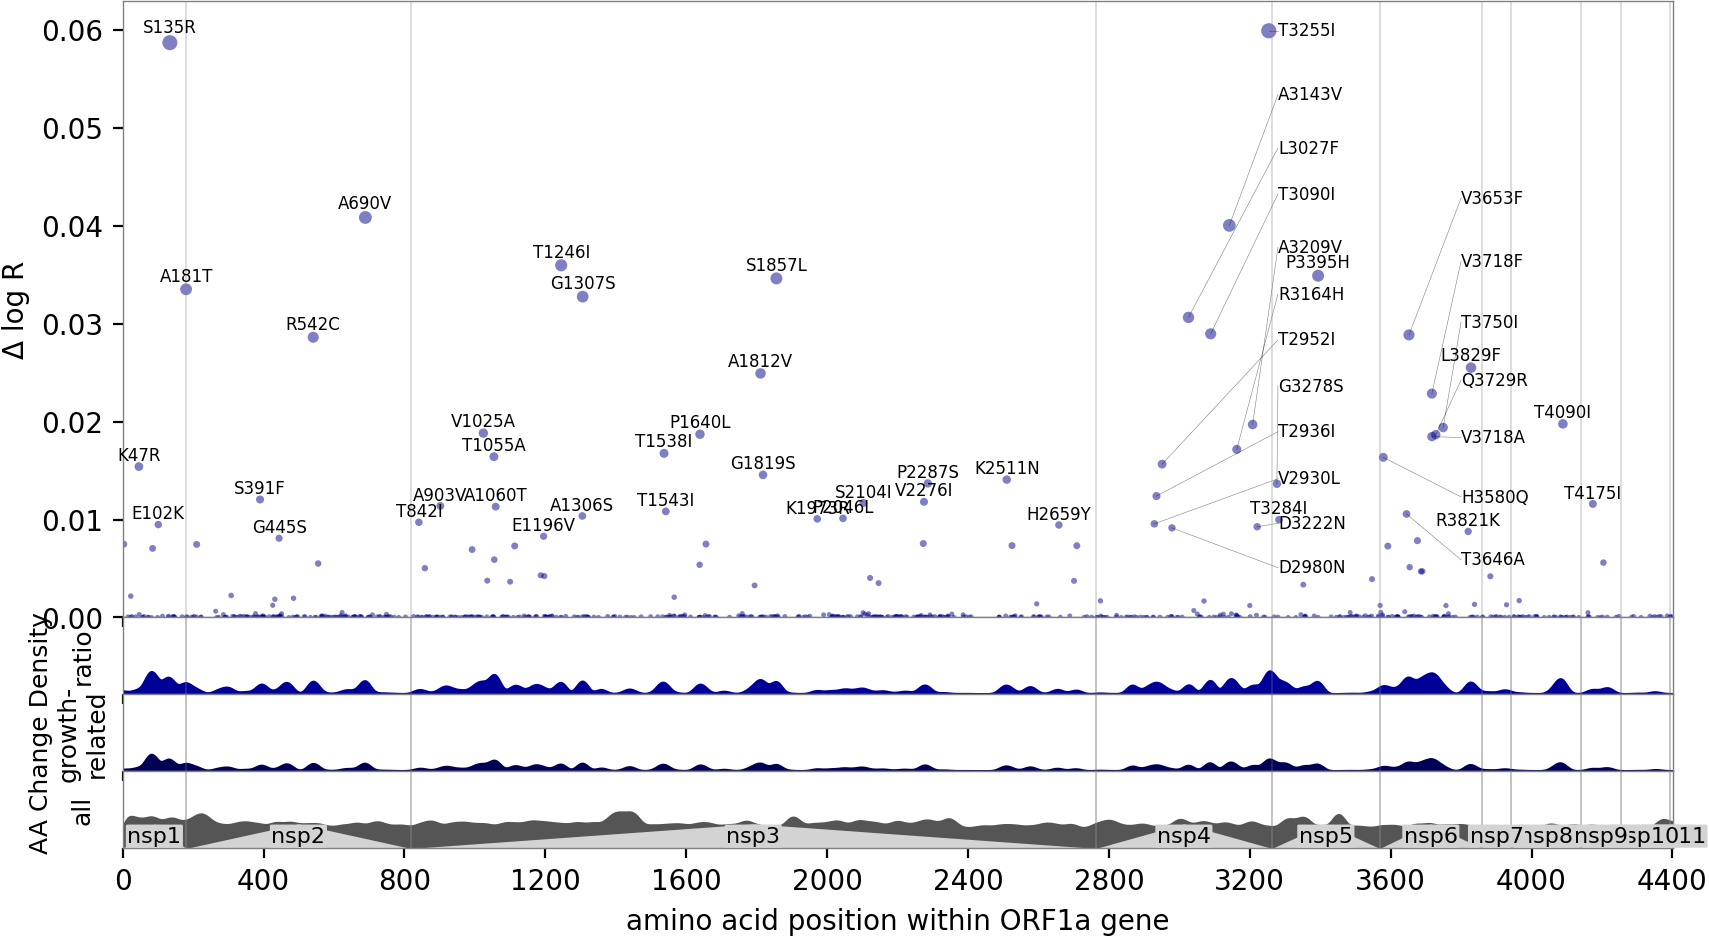 0.06
0.05
0.04
0.03
0.02
0.01
0.00
Δ log R
S135R
T3255I
A3143V
L3027F
T3090I
A690V
V3653F
T1246I
A3209V
S1857L
P3395H
V3718F
A181T
G1307S
R3164H
R542C
T3750I
T2952I
A1812V
L3829F
Q3729R
G3278S
T4090I
V1025A
P1640L
T2936I
V3718A
T1055A
T1538I
K47R
G1819S
P2287S
K2511N
V2930L
S391F
A903V
A1060T
S2104I
V2276I
H3580Q
T4175I
T1543I
A1306S
T842I
P2046L
T3284I
E102K
H2659Y
G445S
E1196V
D3222N
R3821K
T3646A
D2980N
AA Change Density
ratio
growth-
related
all
nsp1
nsp2
nsp3
nsp4
nsp5
nsp6
nsp7
nsp9
0 400 800 1200 1600 2000 2400 2800 3200 3600 4000 4400
amino acid position within ORF1a gene